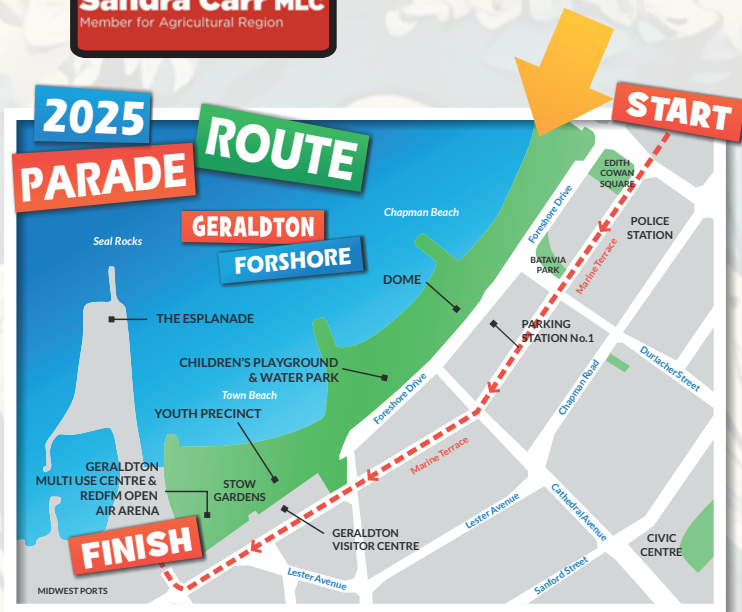 Sandra Carr MLC
Member for Agricultural Region
2025
PARADE
ROUTE
START
GERALDTON
FORSHORE
EDITH
COWAN
SQUARE
POLICE
STATION
Chapman Beach
Seal Rocks
Foreshore Drive
BATAVIA
PARK
Marine Terrace
DOME
THE ESPLANADE
PARKING
STATION No.1
CHILDREN'S PLAYGROUND
& WATER PARK
Durlacher Street
Chapman Road
Town Beach
Foreshore Drive
YOUTH PRECINCT
Marine Terrace
GERALDTON
MULTI USE CENTRE &
REDFM OPEN
AIR ARENA
STOW
GARDENS
Lester Avenue
Cathedral Avenue
GERALDTON
VISITOR CENTRE
CIVIC
CENTRE
FINISH
Lester Avenue
Sanford Street
MIDWEST PORTS